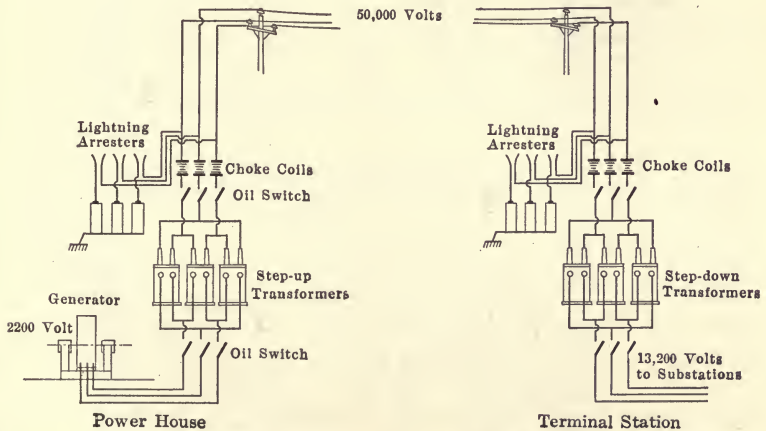 50,000 Volts
Lightning
Arresters
Choke Coils
Oil Switch
Step-up
Transformers
Generator
2200 Volt
Oil Switch
Power House
Lightning
Arresters
Choke Coils
Step-down
Transformers
13,200 Volts
to Substations
Terminal Station